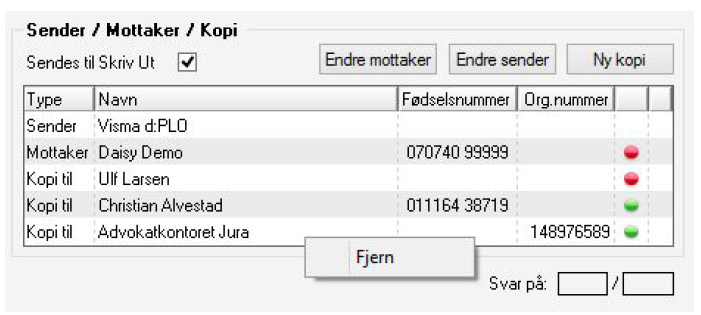 Sender / Mottaker / Kopi
Sendes til Skriv Ut
Endre mottaker Endre sender Ny kopi
Type Navn Fødselsnummer Org.nummer
Sender Visma d:PLO
Mottaker Daisy Demo 070740 99999
Kopi til Ulf Larsen
Kopi til Christian Alvestad 011164 38719
Kopi til Advokatkontoret Jura 148976589
Fjern
Svar på: /